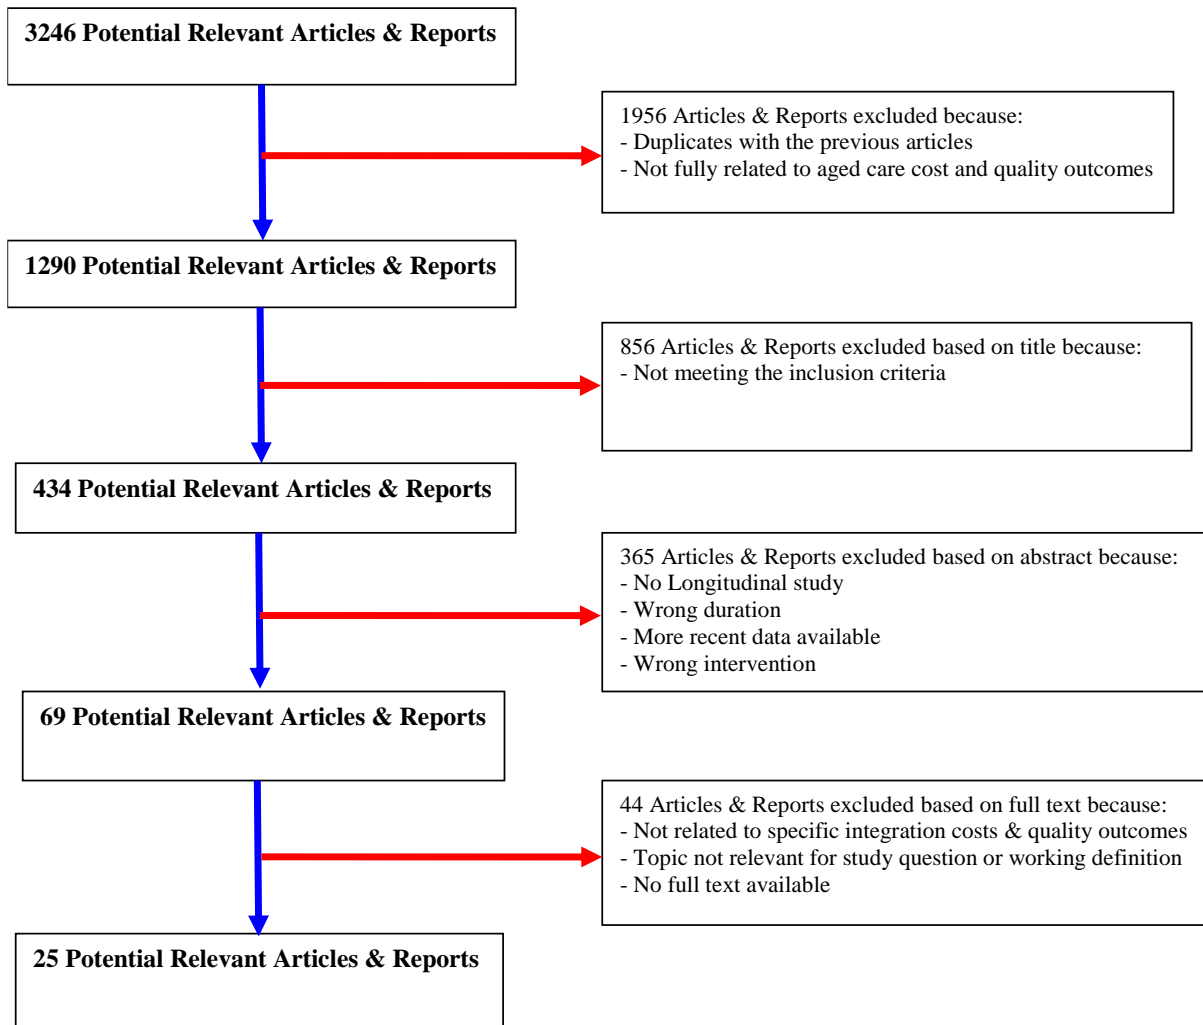 3246 Potential Relevant Articles & Reports
1956 Articles & Reports excluded because:
- Duplicates with the previous articles
- Not fully related to aged care cost and quality outcomes
1290 Potential Relevant Articles & Reports
856 Articles & Reports excluded based on title because:
- Not meeting the inclusion criteria
434 Potential Relevant Articles & Reports
365 Articles & Reports excluded based on abstract because:
- No Longitudinal study
- Wrong duration
- More recent data available
- Wrong intervention
69 Potential Relevant Articles & Reports
44 Articles & Reports excluded based on full text because:
- Not related to specific integration costs & quality outcomes
- Topic not relevant for study question or working definition
- No full text available
25 Potential Relevant Articles & Reports